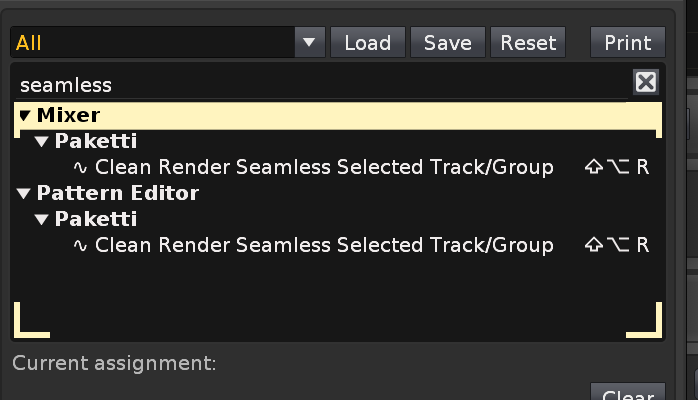 All Load Save Reset Print
seamless
Mixer
Paketti
Clean Render Seamless Selected Track/Group ⇧⌥ R
Pattern Editor
Paketti
Clean Render Seamless Selected Track/Group ⇧⌥ R
Current assignment:
Clear